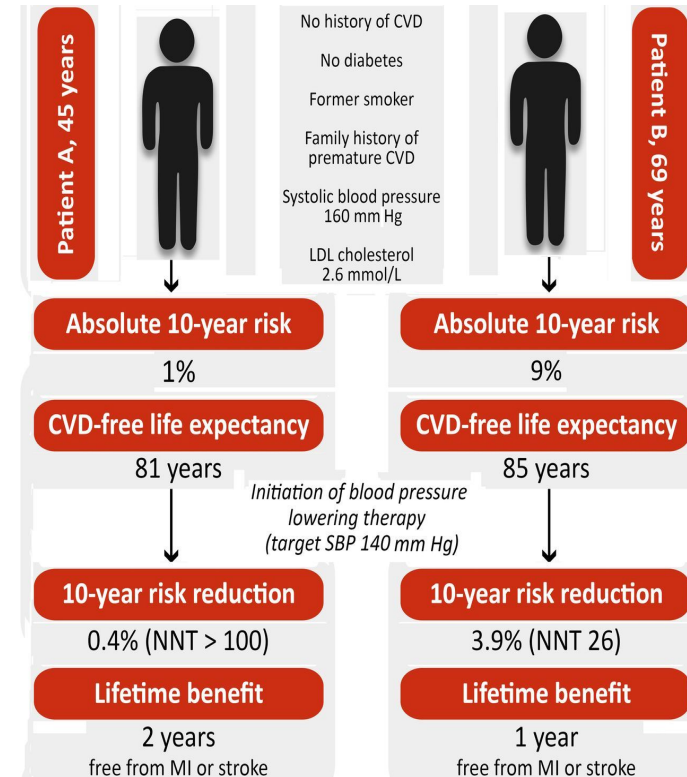 Patient A, 45 years
No history of CVD
No diabetes
Former smoker
Family history of
premature CVD
Systolic blood pressure
160 mm Hg
LDL cholesterol
2.6 mmol/L
Patient B, 69 years
Absolute 10-year risk
1%
CVD-free life expectancy
81 years
Absolute 10-year risk
9%
CVD-free life expectancy
85 years
Initiation of blood pressure
lowering therapy
(target SBP 140 mm Hg)
10-year risk reduction
0.4% (NNT > 100)
Lifetime benefit
2 years
free from MI or stroke
10-year risk reduction
3.9% (NNT 26)
Lifetime benefit
1 year
free from MI or stroke